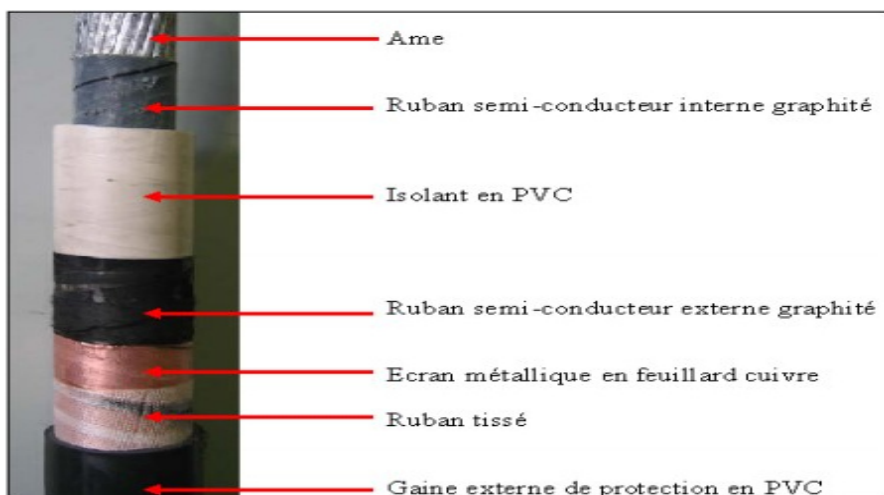 Ame
Ruban semi-conducteur interne graphité
Isolant en PVC
Ruban semi-conducteur externe graphité
Ecran métallique en feuillard cuivre
Ruban tissé
Gaine externe de protection en PVC